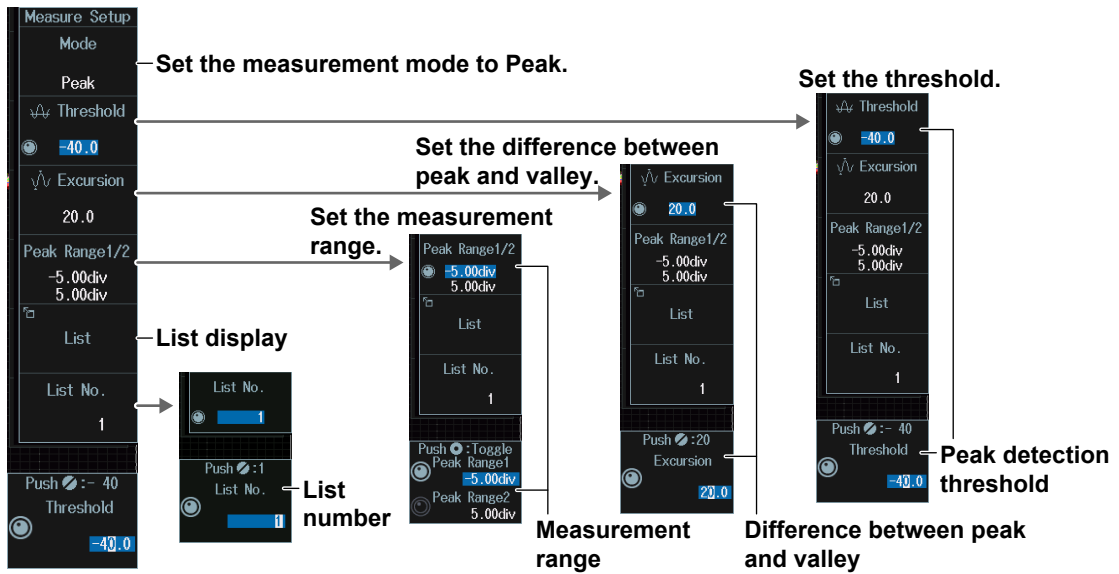 Measure Setup
Mode
Peak
Threshold
-40.0
Excursion
20.0
Peak Range1/2
-5.00div
5.00div
List
List No.
1
Push :- 40
Threshold
-40.0
Set the measurement mode to Peak.
List display
List No.
1
Push :1
List No.
1
List
number
Set the measurement
range.
Peak Range1/2
-5.00div
5.00div
List
List No.
1
Push :Toggle
Peak Range1
-5.00div
Peak Range2
5.00div
Measurement
range
Set the difference between
peak and valley.
Excursion
20.0
Peak Range1/2
-5.00div
5.00div
List
List No.
1
Push :20
Excursion
20.0
Difference between peak
and valley
Set the threshold.
Threshold
-40.0
Excursion
20.0
Peak Range1/2
-5.00div
5.00div
List
List No.
1
Push :- 40
Threshold
-40.0
Peak detection
threshold